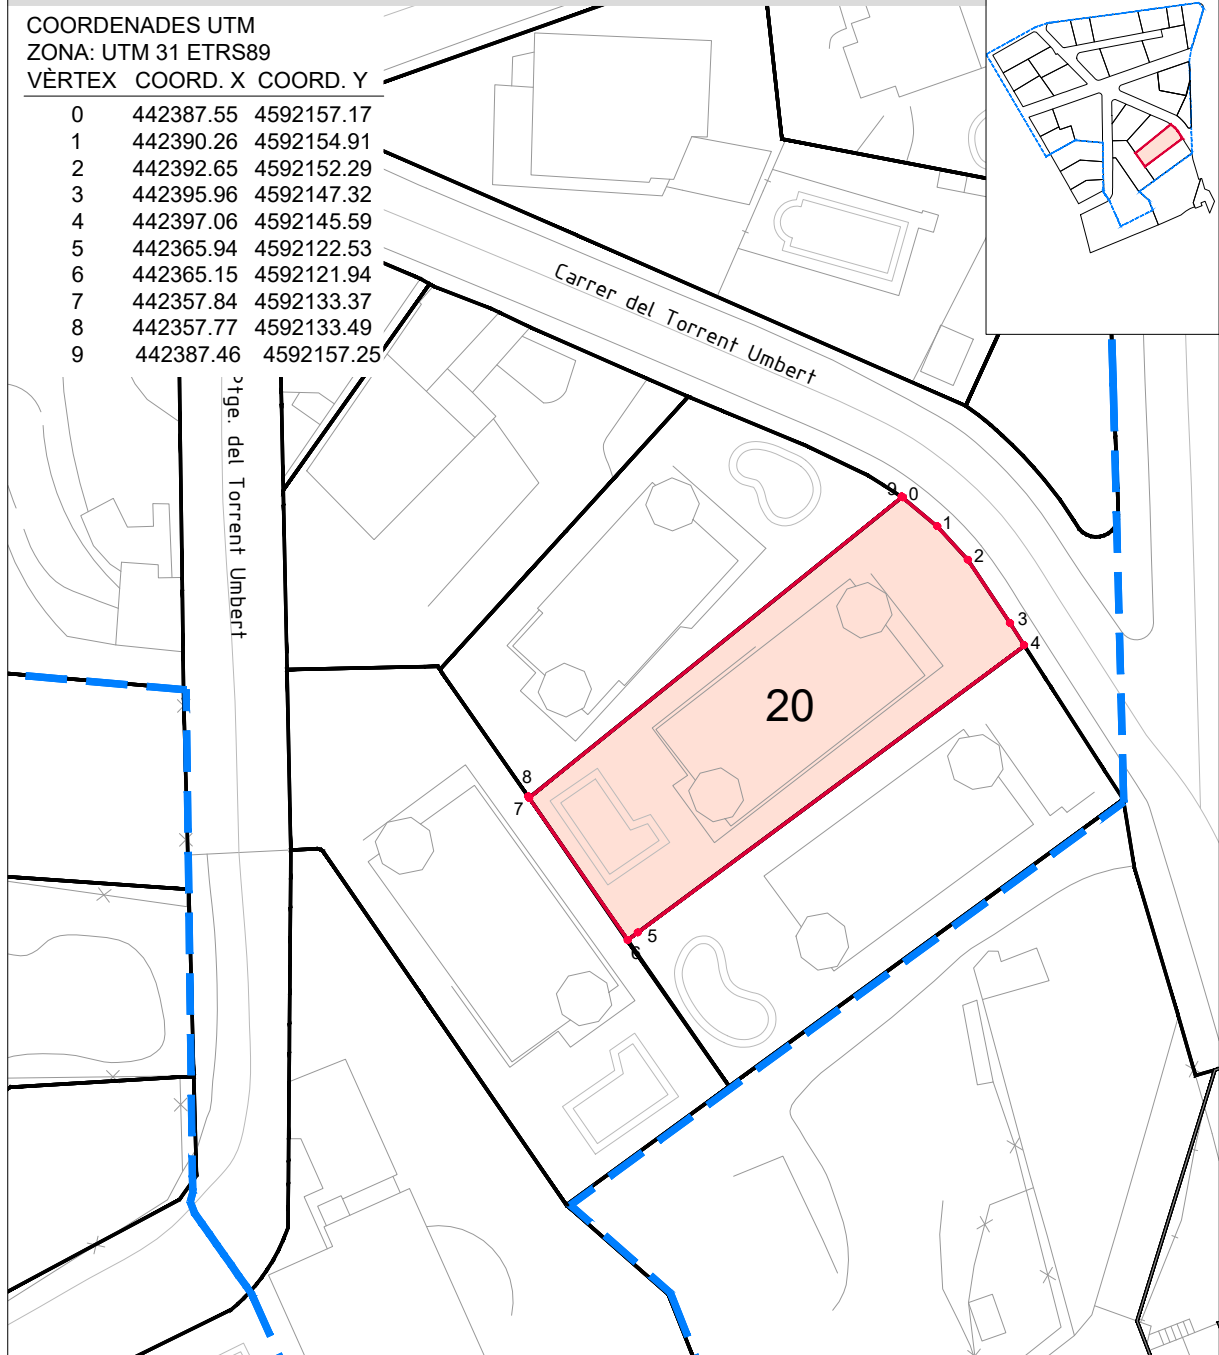 COORDENADES UTM
ZONA: UTM 31 ETRS89
VÈRTEX COORD. X COORD. Y
0 442387.55 4592157.17
1 442390.26 4592154.91
2 442392.65 4592152.29
3 442395.96 4592147.32
4 442397.06 4592145.59
5 442365.94 4592122.53
6 442365.15 4592121.94
7 442357.84 4592133.37
8 442357.77 4592133.49
9 442387.46 4592157.25
Carrer del Torrent Umbert
Ptge. del Torrent Umbert
9 0
1
2
3
4
20
8
7
5
6